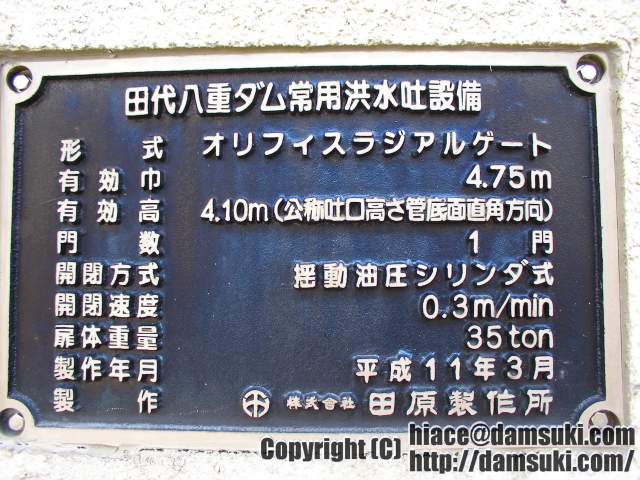 田代八重ダム常用洪水吐設備
形式 オリフィスラジアルゲート
有効巾 4.75m
有効高 4.10m(公称吐口高さ管底面直角方向)
門数 1門
開閉方式 揺動油圧シリンダ式
開閉速度 0.3m/min
扉体重量 35ton
製作年月 平成11年3月
製作 株式会社 田原製作所
Copyright (C) hiace@damsuki.com
http://damsuki.com/